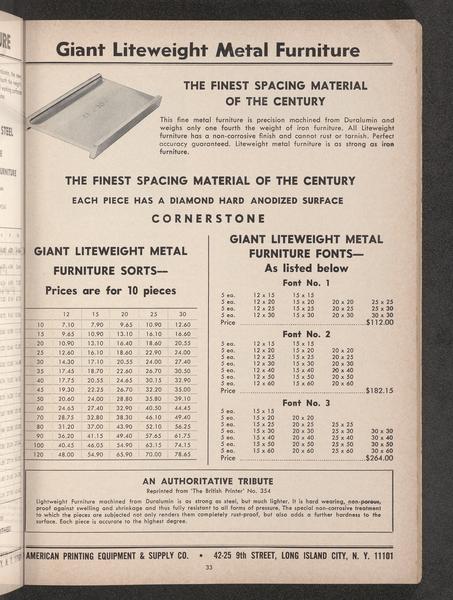 Giant Liteweight Metal Furniture
THE FINEST SPACING MATERIAL
OF THE CENTURY
This fine metal furniture is precision machined from Duralumin and
weighs only one fourth the weight of iron furniture. All Liteweight
furniture has a non-corrosive finish and cannot rust or tarnish. Perfect
accuracy guaranteed. Liteweight metal furniture is as strong as iron
furniture.
THE FINEST SPACING MATERIAL OF THE CENTURY
EACH PIECE HAS A DIAMOND HARD ANODIZED SURFACE
CORNERSTONE
GIANT LITEWEIGHT METAL
FURNITURE SORTS—
Prices are for 10 pieces
12 15 20 25 30
10 7.10 7.90 9.65 10.90 12.60
15 9.65 10.90 13.10 16.10 16.60
20 10.90 13.10 16.40 18.60 20.55
25 12.60 16.10 18.60 22.90 24.00
30 14.30 17.10 20.55 24.00 27.40
35 17.45 18.70 22.60 26.70 30.50
40 17.75 20.55 24.65 30.15 32.90
45 19.30 22.25 26.70 32.20 35.00
50 20.60 24.00 28.80 35.80 39.10
60 24.65 27.40 32.90 40.50 44.45
70 28.75 32.80 38.30 46.10 49.40
80 31.20 37.00 43.90 52.10 56.25
90 36.20 41.15 49.40 57.65 61.75
100 40.45 46.05 54.90 63.15 74.15
120 48.00 54.90 65.90 70.00 78.65
GIANT LITEWEIGHT METAL
FURNITURE FONTS—
As listed below
Font No. 1
5 ea. 12 x 15 15 x 15
5 ea. 12 x 20 15 x 20 20 x 20 25 x 25
5 ea. 12 x 25 15 x 25 20 x 25 25 x 30
5 ea. 12 x 30 15 x 30 20 x 30 30 x 30
Price $112.00
Font No. 2
5 ea. 12 x 15 15 x 15
5 ea. 12 x 20 15 x 20 20 x 20
5 ea. 12 x 25 15 x 25 20 x 25
5 ea. 12 x 30 15 x 30 20 x 30
5 ea. 12 x 40 15 x 40 20 x 40
5 ea. 12 x 50 15 x 50 20 x 50
5 ea. 12 x 60 15 x 60 20 x 60
Price $182.15
Font No. 3
5 ea. 15 x 15
5 ea. 15 x 20 20 x 20
5 ea. 15 x 25 20 x 25 25 x 25
5 ea. 15 x 30 20 x 30 25 x 30 30 x 30
5 ea. 15 x 40 20 x 40 25 x 40 30 x 40
5 ea. 15 x 50 20 x 50 25 x 50 30 x 50
5 ea. 15 x 60 20 x 60 25 x 60 30 x 60
Price $264.00
AN AUTHORITATIVE TRIBUTE
Reprinted from 'The British Printer' No. 354
Lightweight Furniture machined from Duralumin is as strong as steel, but much lighter. It is hard wearing, non-porous,
proof against swelling and shrinkage and thus fully resistant to all forms of pressure. The special non-corrosive treatment
to which the pieces are subjected not only renders them completely rust-proof, but also adds a further hardness to the
surface. Each piece is accurate to the highest degree.
AMERICAN PRINTING EQUIPMENT & SUPPLY CO. • 42-25 9th STREET, LONG ISLAND CITY, N. Y. 11101
33